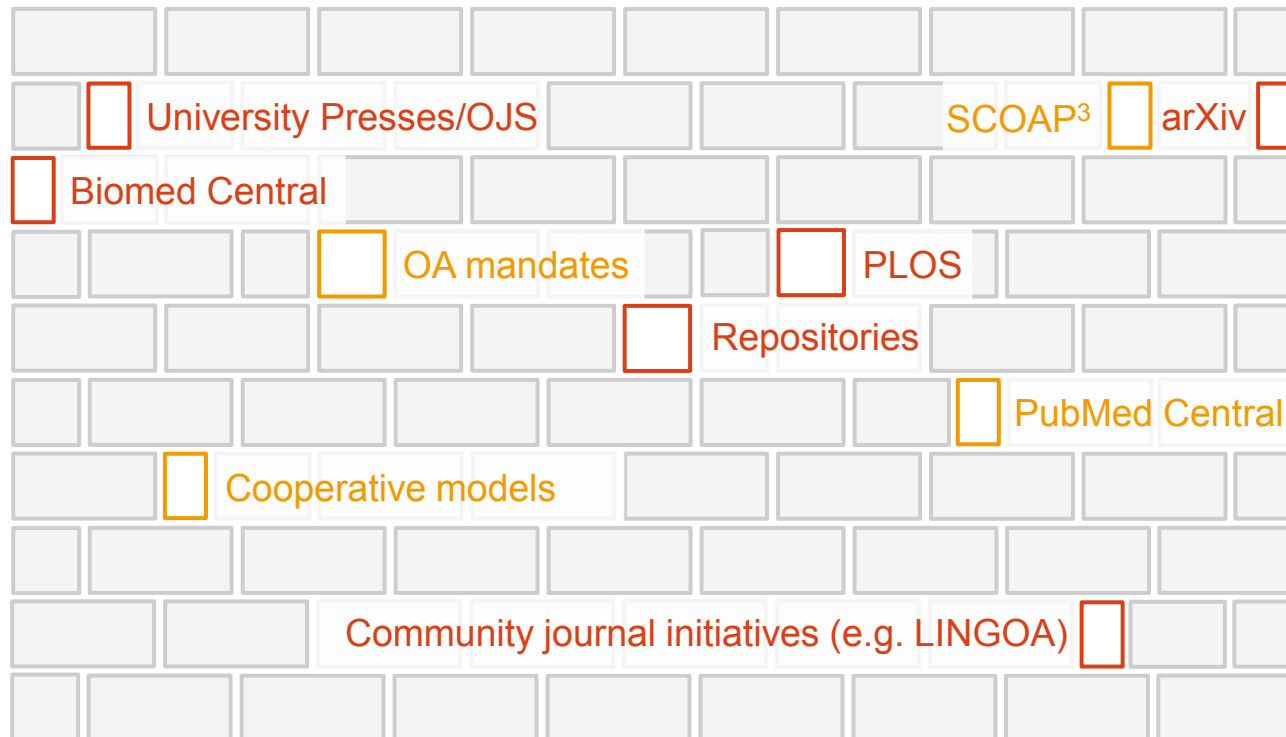 University Presses/OJS
SCOAP³
arXiv
Biomed Central
OA mandates
PLOS
Repositories
PubMed Central
Cooperative models
Community journal initiatives (e.g. LINGOA)